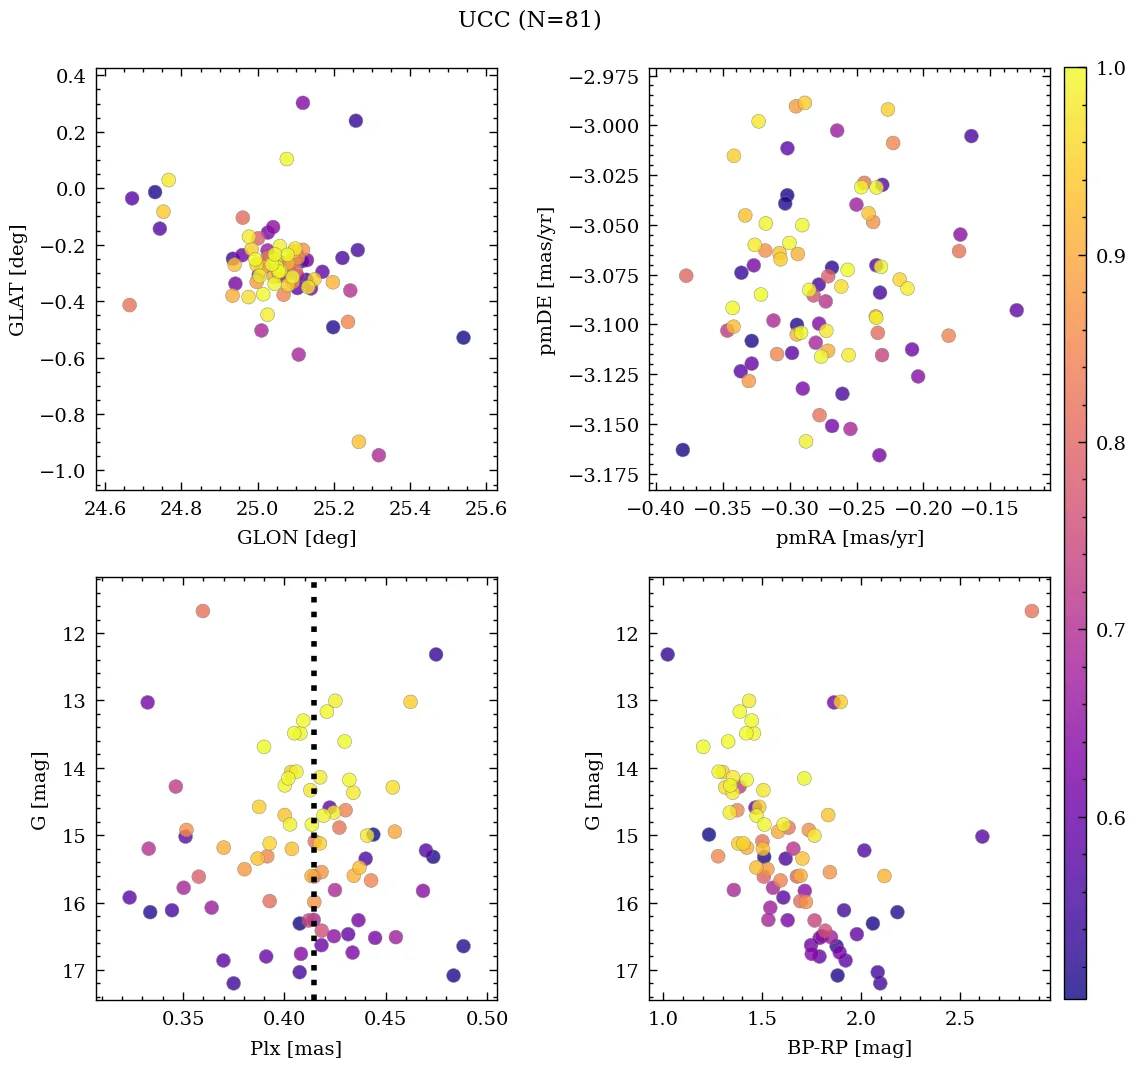 UCC (N=81)
0.4
0.2
0.0
−0.2
−0.4
−0.6
−0.8
−1.0
GLAT [deg]
24.6 24.8 25.0 25.2 25.4 25.6
GLON [deg]
−2.975
−3.000
−3.025
−3.050
−3.075
−3.100
−3.125
−3.150
−3.175
pmDE [mas/yr]
−0.40 −0.35 −0.30 −0.25 −0.20 −0.15
pmRA [mas/yr]
1.0
0.9
0.8
0.7
0.6
12
13
14
15
16
17
G [mag]
0.35 0.40 0.45 0.50
Plx [mas]
12
13
14
15
16
17
G [mag]
1.0 1.5 2.0 2.5
BP-RP [mag]